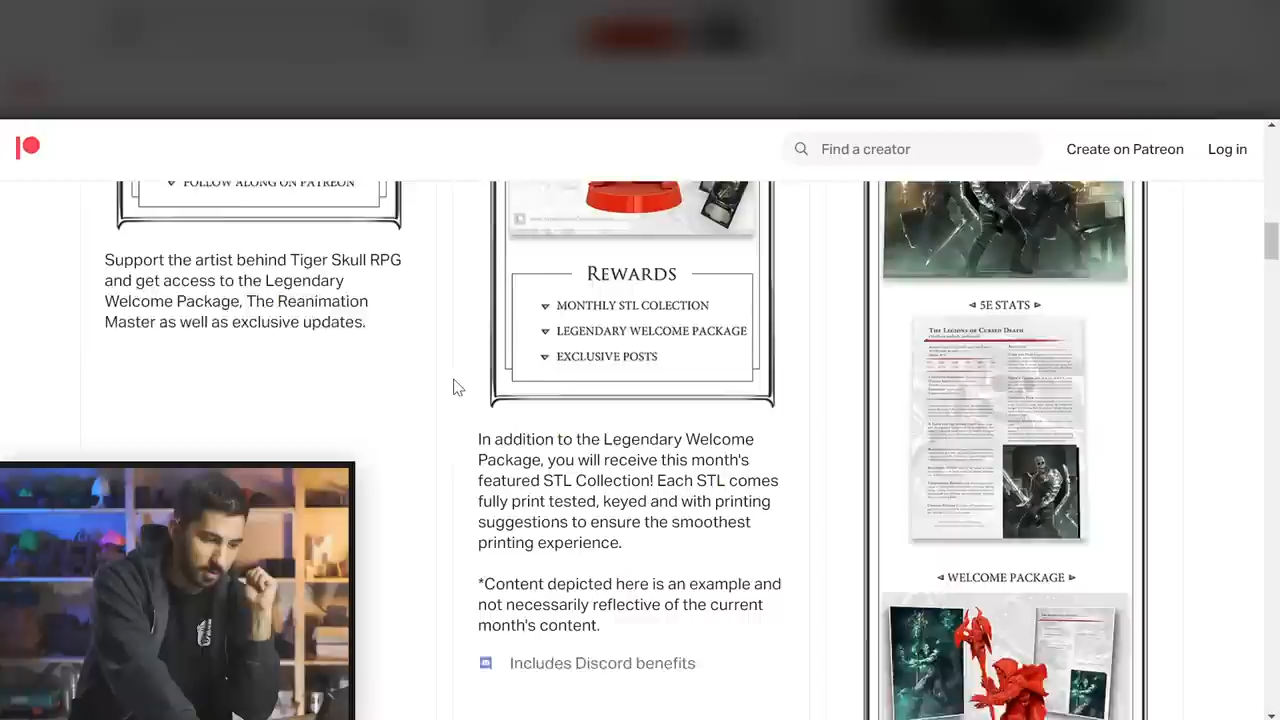 Find a creator
Create on Patreon
Log in
FOLLOW ALONG ON PATREON
Support the artist behind Tiger Skull RPG
and get access to the Legendary
Welcome Package, The Reanimation
Master as well as exclusive updates.
REWARDS
MONTHLY STL COLECTION
LEGENDARY WELCOME PACKAGE
EXCLUSIVE POSTS
In addition to the Legendary Welcome
Package, you will receive this month's
featured STL Collection! Each STL comes
fully print tested, keyed and with printing
suggestions to ensure the smoothest
printing experience.
*Content depicted here is an example and
not necessarily reflective of the current
month's content.
Includes Discord benefits
5E STATS
THE LEGIONS OF CURSED DEATH
WELCOME PACKAGE